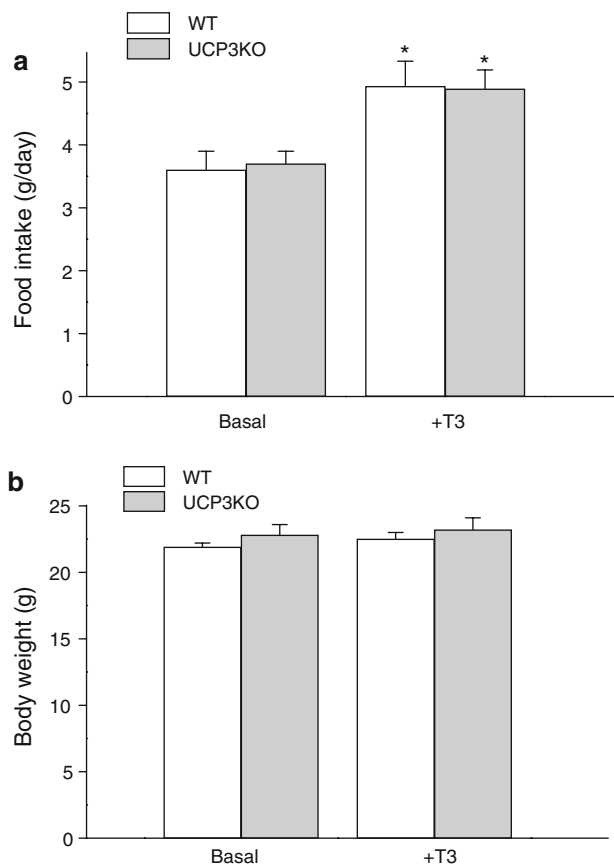 WT
UCP3KO
a
Food intake (g/day)
5
4
3
2
1
0
* *
Basal +T3
WT
UCP3KO
b
Body weight (g)
25
20
15
10
5
0
Basal +T3